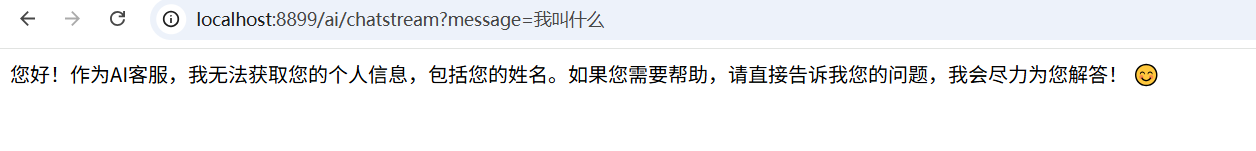 localhost:8899/ai/chatstream?message=我叫什么
您好！作为AI客服，我无法获取您的个人信息，包括您的姓名。如果您需要帮助，请直接告诉我您的问题，我会尽力为您解答！ 😊